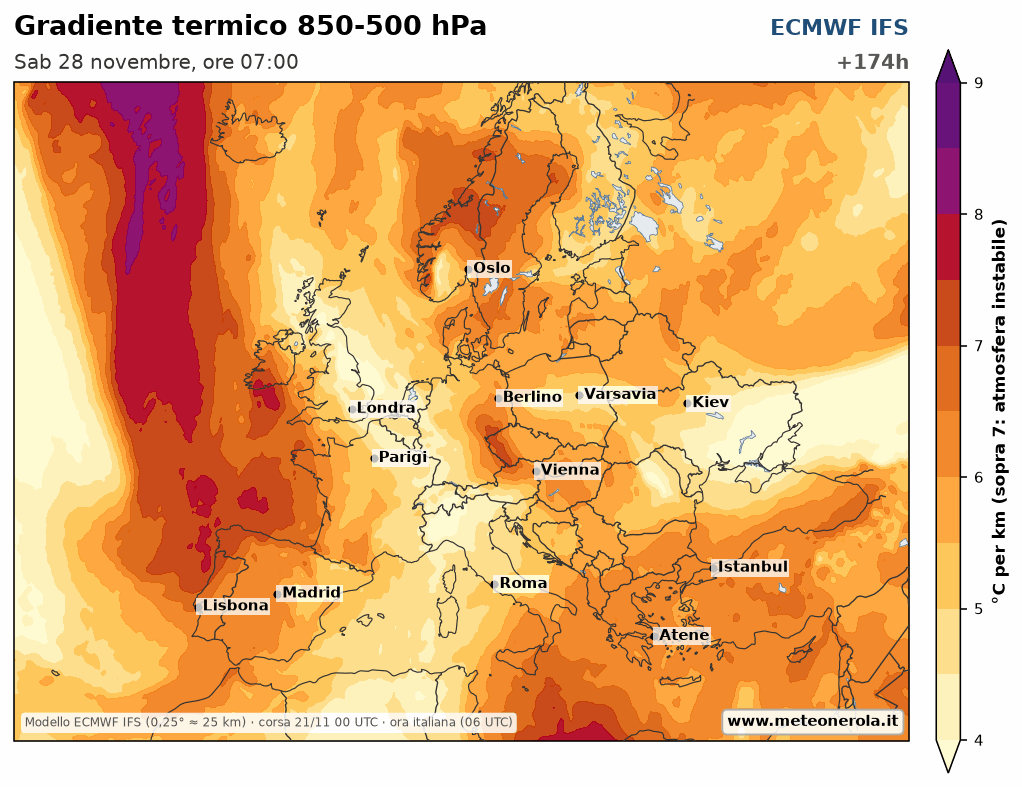 Gradiente termico 850-500 hPa
ECMWF IFS
Sab 28 novembre, ore 07:00
+174h
Oslo
Berlino
Varsavia
Kiev
Londra
Parigi
Vienna
Istanbul
Roma
Madrid
Lisbona
Atene
Modello ECMWF IFS (0,25° ≈ 25 km) · corsa 21/11 00 UTC · ora italiana (06 UTC)
www.meteonerola.it
9
8
7
6
5
4
°C per km (sopra 7: atmosfera instabile)